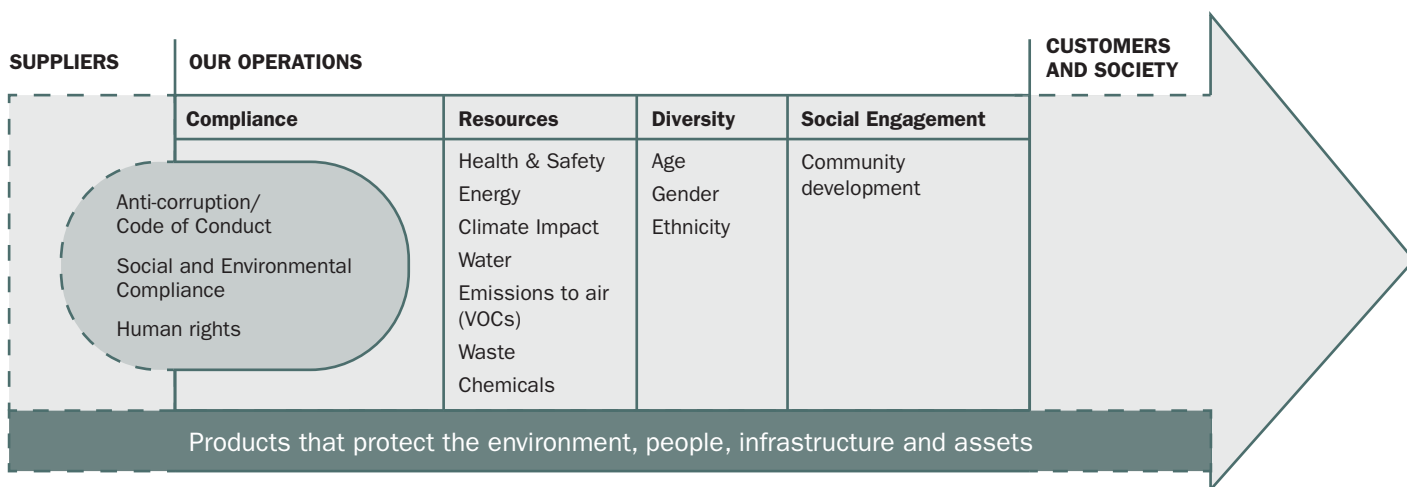 SUPPLIERS
OUR OPERATIONS
CUSTOMERS
AND SOCIETY
Compliance
Anti-corruption/
Code of Conduct
Social and Environmental
Compliance
Human rights
Resources
Health & Safety
Energy
Climate Impact
Water
Emissions to air
(VOCs)
Waste
Chemicals
Diversity
Age
Gender
Ethnicity
Social Engagement
Community
development
Products that protect the environment, people, infrastructure and assets